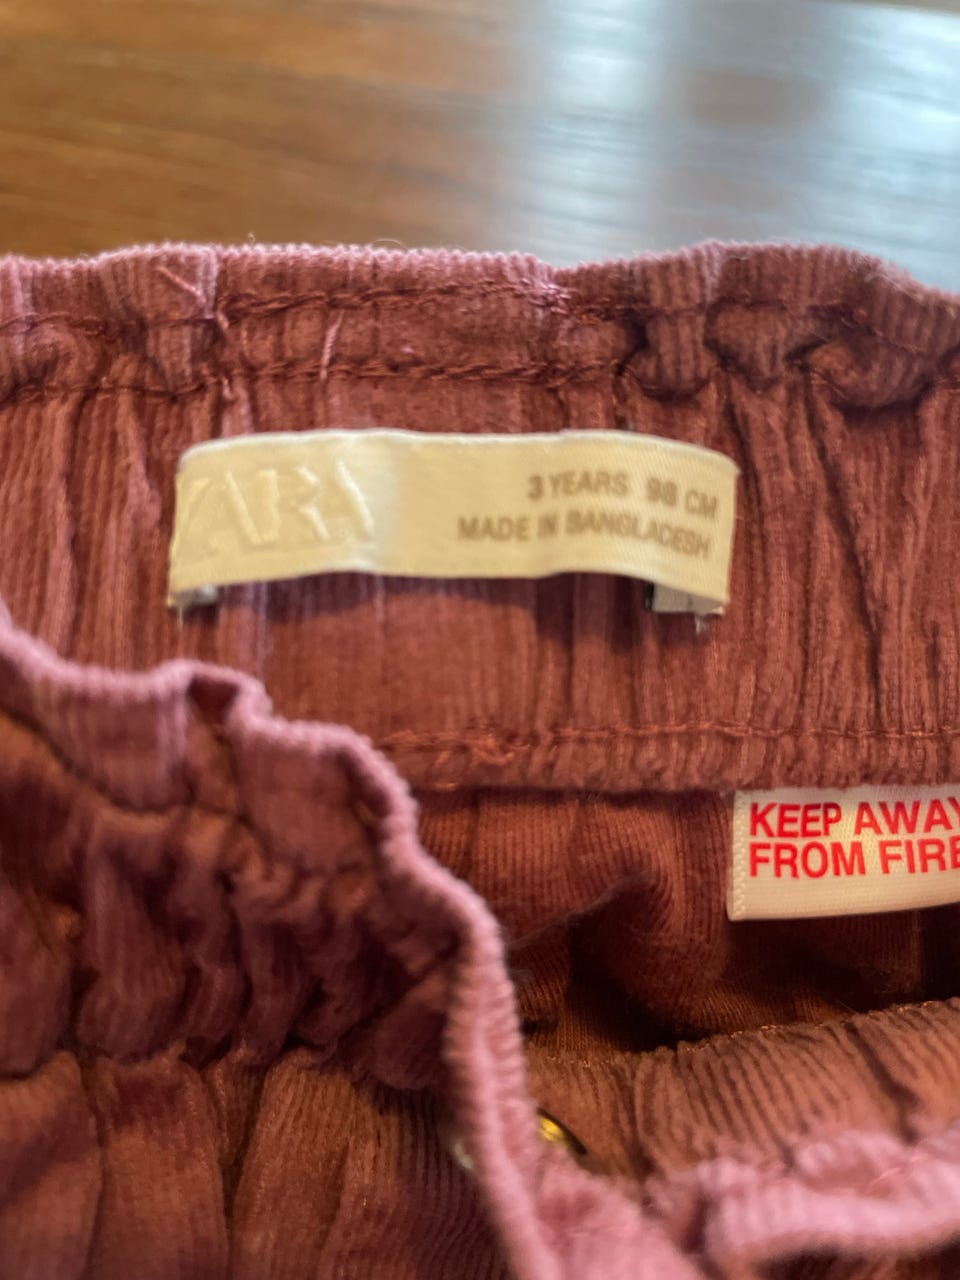 ZARA
3 YEARS 98 CM
MADE IN BANGLADESH
KEEP AWAY
FROM FIRE